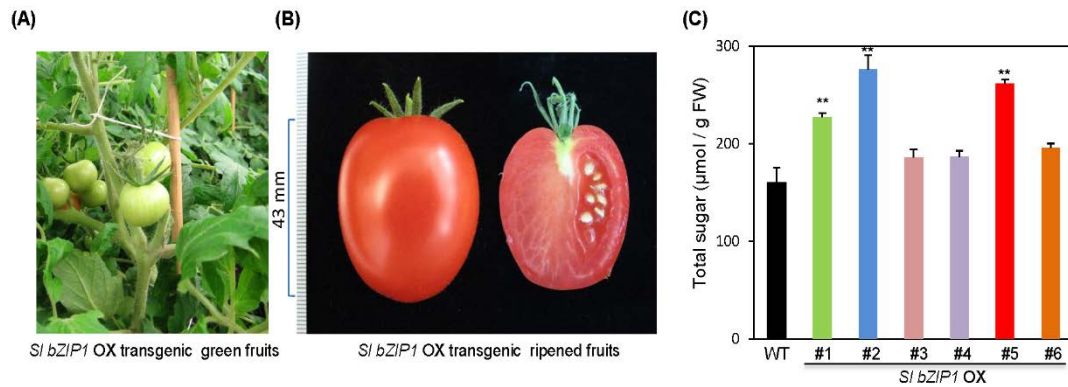 (A)
Sl bZIP1 OX transgenic green fruits
(B)
43 mm
Sl bZIP1 OX transgenic ripened fruits
(C)
Total sugar (µmol / g FW)
300
200
100
0
**
**
**
WT #1 #2 #3 #4 #5 #6
Sl bZIP1 OX